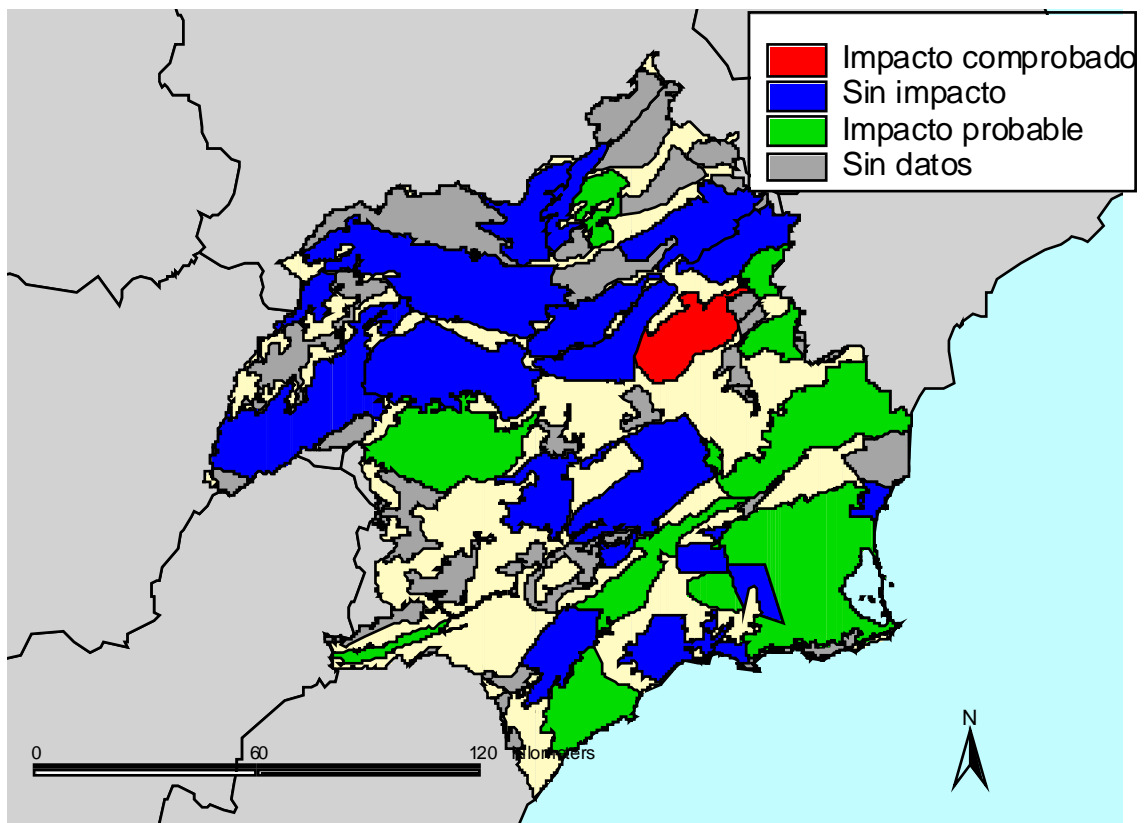 Impacto comprobado
Sin impacto
Impacto probable
Sin datos
N
0 60 120 Kilometers